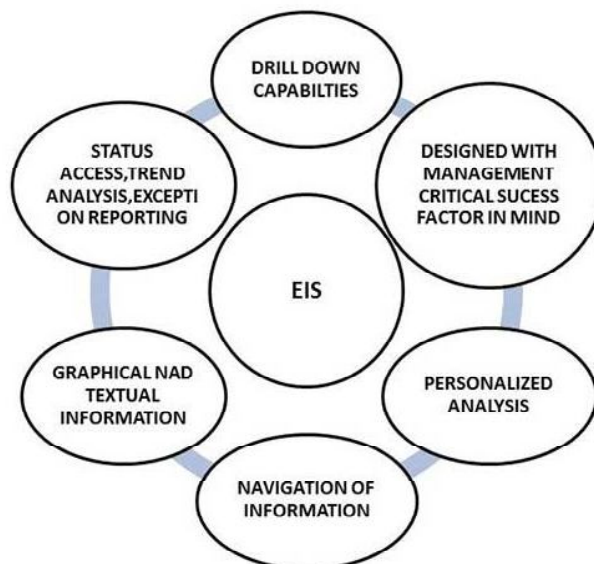 DRILL DOWN
CAPABILTIES
STATUS
ACCESS,TREND
ANALYSIS,EXCEPTI
ON REPORTING
DESIGNED WITH
MANAGEMENT
CRITICAL SUCESS
FACTOR IN MIND
EIS
GRAPHICAL NAD
TEXTUAL
INFORMATION
PERSONALIZED
ANALYSIS
NAVIGATION OF
INFORMATION